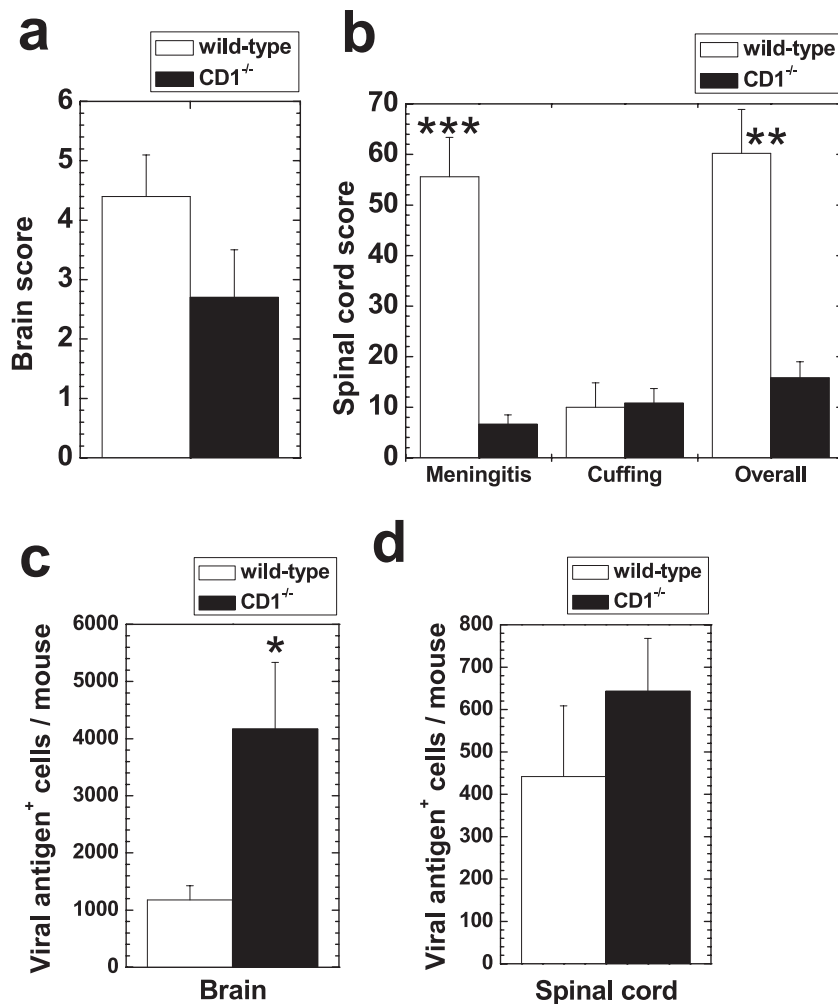 a
wild-type
CD1-/-
6
5
4
3
2
1
0
Brain score
b
wild-type
CD1-/-
70
60
50
40
30
20
10
0
Spinal cord score
***
**
Meningitis Cuffing Overall
c
wild-type
CD1-/-
6000
5000
4000
3000
2000
1000
0
Viral antigen+ cells / mouse
*
Brain
d
wild-type
CD1-/-
800
700
600
500
400
300
200
100
0
Viral antigen+ cells / mouse
Spinal cord